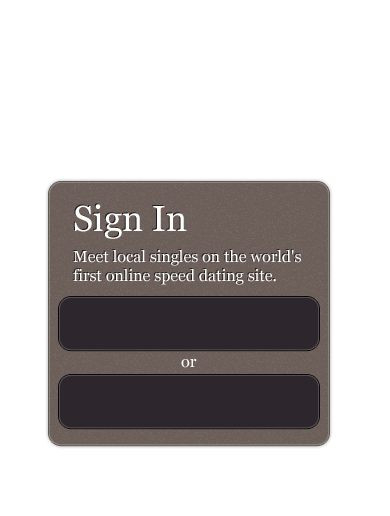 Sign In
Meet local singles on the world's
first online speed dating site.
or